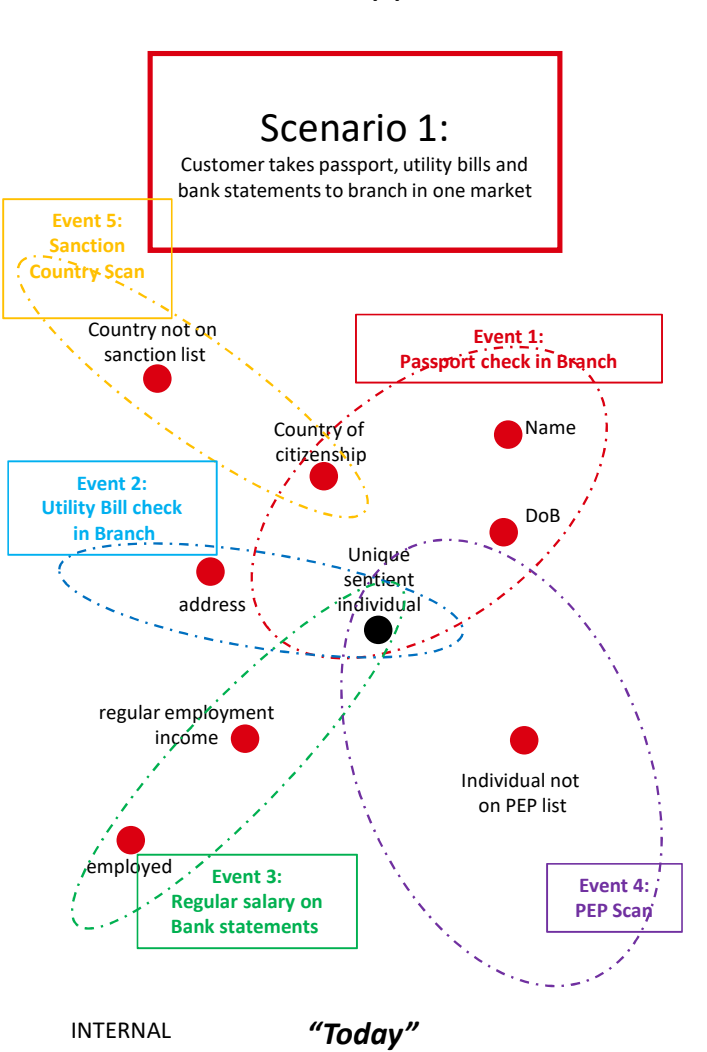 Scenario 1:
Customer takes passport, utility bills and
bank statements to branch in one market
Event 5:
Sanction
Country Scan
Country not on
sanction list
Event 1:
Passport check in Branch
Name
Country of
citizenship
Event 2:
Utility Bill check
in Branch
DoB
Unique
sentient
individual
address
regular employment
income
Individual not
on PEP list
employed
Event 3:
Regular salary on
Bank statements
Event 4:
PEP Scan
INTERNAL
“Today”